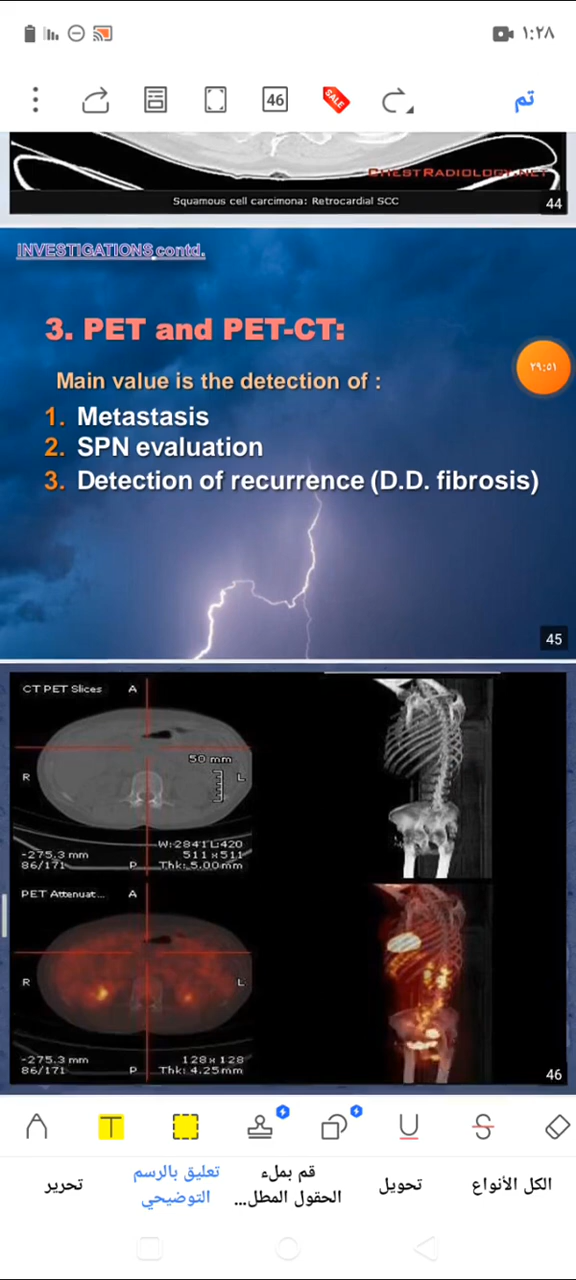 ١:٢٨
46
SALE
تم
CHESTRADIOLOGY.NET
Squamous cell carcimona: Retrocardial SCC
44
INVESTIGATIONS contd.
3. PET and PET-CT:
٢٩:٥١
Main value is the detection of :
1. Metastasis
2. SPN evaluation
3. Detection of recurrence (D.D. fibrosis)
45
CT PET Slices A
50 mm
R L
W:2841 L:420
-275.3 mm 511 x 511
86/171 P Thk: 5.00mm
PET Attenuat... A
R L
-275.3 mm 128 x 128
86/171 P Thk: 4.25mm
46
T U S
الكل الأنواع
تحويل
قم بملء
الحقول المطل...
تعليق بالرسم
التوضيحي
تحرير